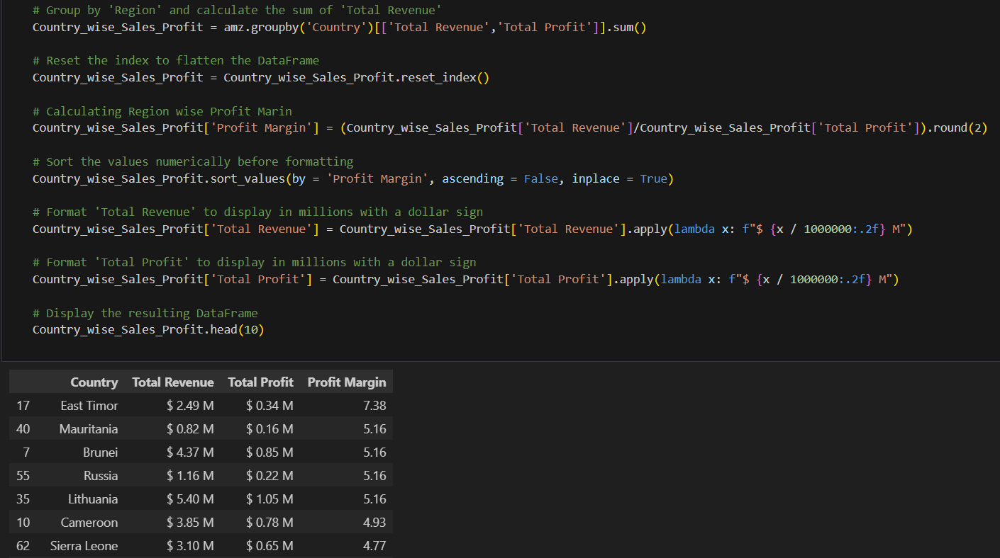 # Group by 'Region' and calculate the sum of 'Total Revenue'
Country_wise_Sales_Profit = amz.groupby('Country')[['Total Revenue','Total Profit']].sum()
# Reset the index to flatten the DataFrame
Country_wise_Sales_Profit = Country_wise_Sales_Profit.reset_index()
# Calculating Region wise Profit Marin
Country_wise_Sales_Profit['Profit Margin'] = (Country_wise_Sales_Profit['Total Revenue']/Country_wise_Sales_Profit['Total Profit']).round(2)
# Sort the values numerically before formatting
Country_wise_Sales_Profit.sort_values(by = 'Profit Margin', ascending = False, inplace = True)
# Format 'Total Revenue' to display in millions with a dollar sign
Country_wise_Sales_Profit['Total Revenue'] = Country_wise_Sales_Profit['Total Revenue'].apply(lambda x: f"$ {x / 1000000:.2f} M")
# Format 'Total Profit' to display in millions with a dollar sign
Country_wise_Sales_Profit['Total Profit'] = Country_wise_Sales_Profit['Total Profit'].apply(lambda x: f"$ {x / 1000000:.2f} M")
# Display the resulting DataFrame
Country_wise_Sales_Profit.head(10)
Country Total Revenue Total Profit Profit Margin
17 East Timor $ 2.49 M $ 0.34 M 7.38
40 Mauritania $ 0.82 M $ 0.16 M 5.16
7 Brunei $ 4.37 M $ 0.85 M 5.16
55 Russia $ 1.16 M $ 0.22 M 5.16
35 Lithuania $ 5.40 M $ 1.05 M 5.16
10 Cameroon $ 3.85 M $ 0.78 M 4.93
62 Sierra Leone $ 3.10 M $ 0.65 M 4.77